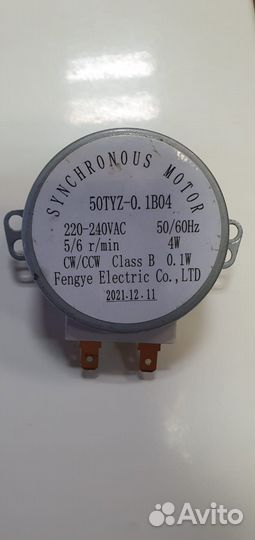 SYNCHRONOUS MOTOR
50TYZ-0.1B04
220-240VAC 50/60Hz
5/6 r/min 4W
CW/CCW Class B 0.1W
Fengye Electric Co.,LTD
2021.12.11
Avito